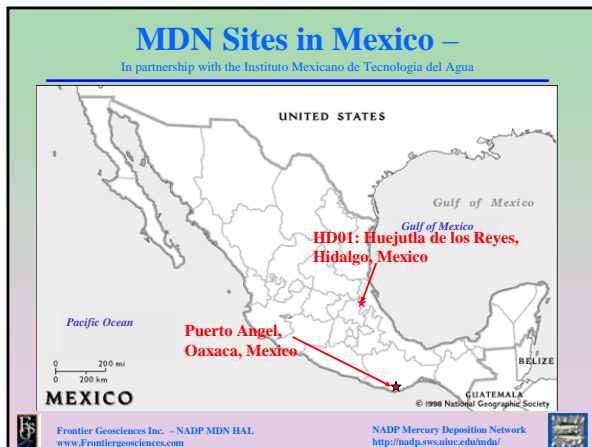 MDN Sites in Mexico –
In partnership with the Instituto Mexicano de Tecnologia del Agua
UNITED STATES
Gulf of Mexico
Gulf of Mexico
HD01: Huejutla de los Reyes,
Hidalgo, Mexico
Pacific Ocean
Puerto Angel,
Oaxaca, Mexico
0 200 mi
0 200 km
BELIZE
GUATEMALA
MEXICO
© 1998 National Geographic Society
Frontier Geosciences Inc. – NADP MDN HAL
www.Frontiergeosciences.com
NADP Mercury Deposition Network
http://nadp.sws.uiuc.edu/mdn/